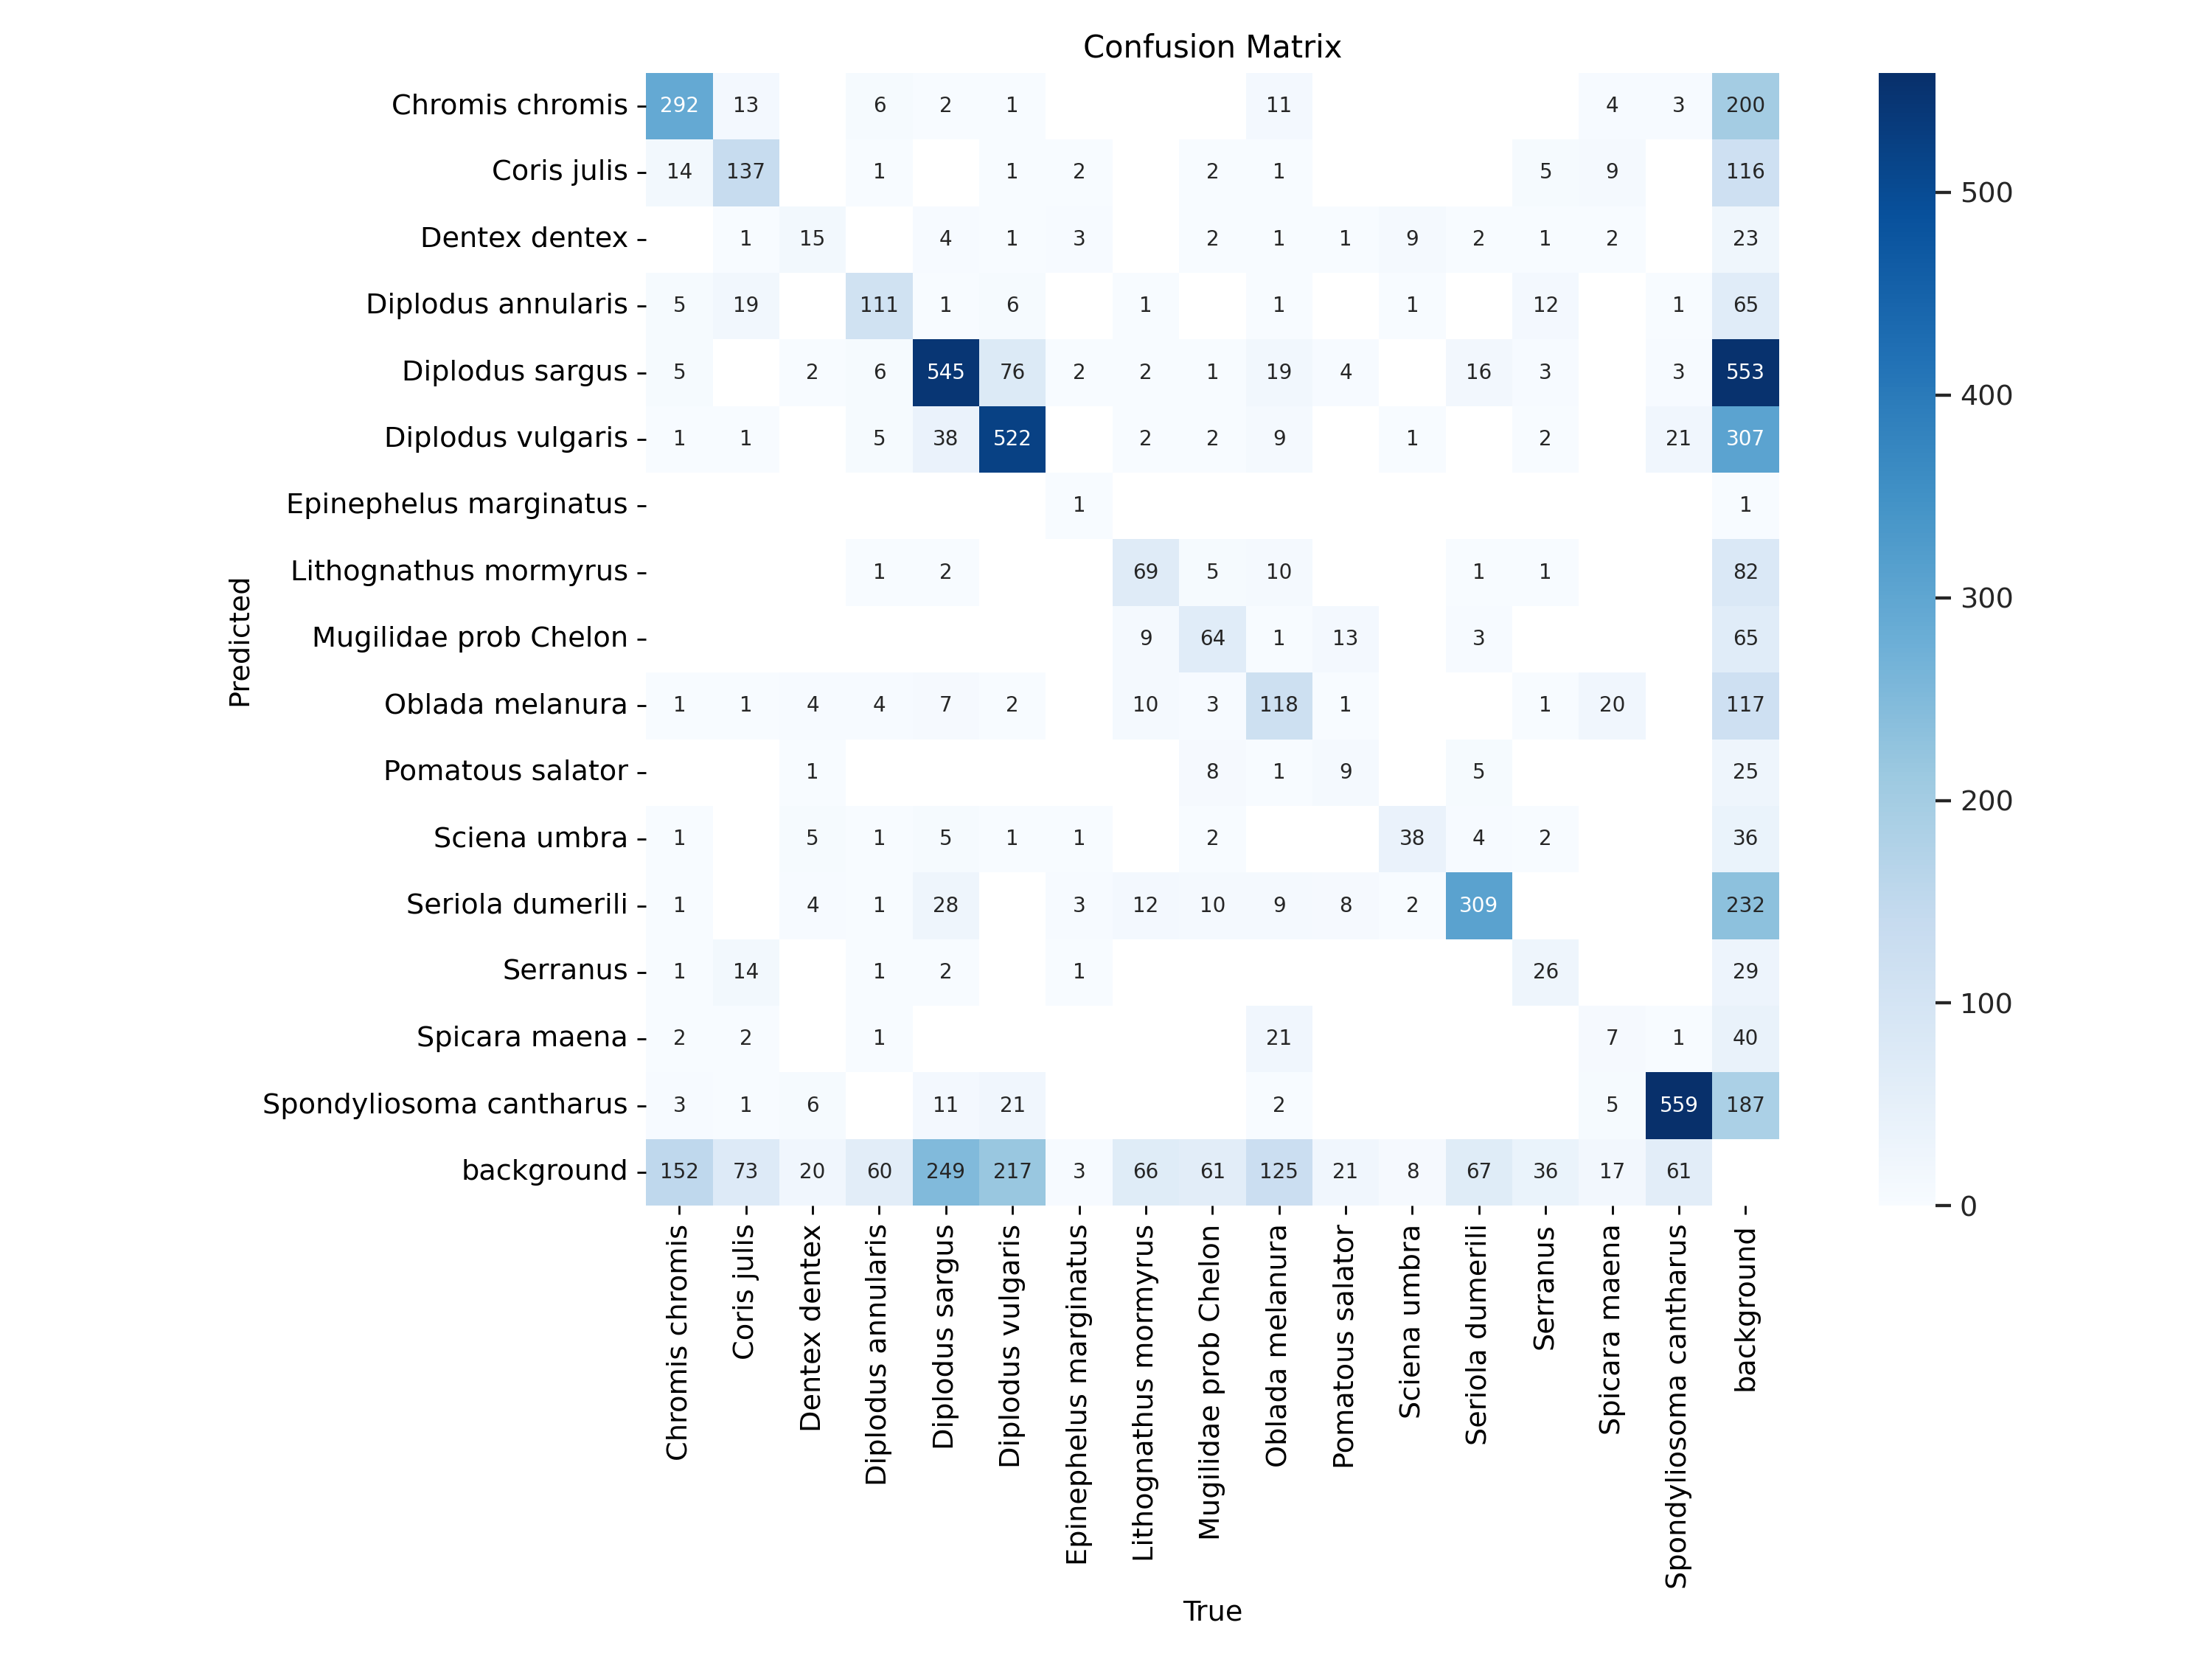 Confusion Matrix
Chromis chromis 292 13 6 2 1 11 4 3 200
Coris julis 14 137 1 1 2 2 1 5 9 116
Dentex dentex 1 15 4 1 3 2 1 1 9 2 1 2 23
Diplodus annularis 5 19 111 1 6 1 1 1 12 1 65
Diplodus sargus 5 2 6 545 76 2 2 1 19 4 16 3 3 553
Diplodus vulgaris 1 1 5 38 522 2 2 9 1 2 21 307
Epinephelus marginatus 1 1
Lithognathus mormyrus 1 2 69 5 10 1 1 82
Mugilidae prob Chelon 9 64 1 13 3 65
Oblada melanura 1 1 4 4 7 2 10 3 118 1 1 20 117
Pomatous salator 1 8 1 9 5 25
Sciena umbra 1 5 1 5 1 1 2 38 4 2 36
Seriola dumerili 1 4 1 28 3 12 10 9 8 2 309 232
Serranus 1 14 1 2 1 26 29
Spicara maena 2 2 1 21 7 1 40
Spondyliosoma cantharus 3 1 6 11 21 2 5 559 187
background 152 73 20 60 249 217 3 66 61 125 21 8 67 36 17 61
Predicted
Chromis chromis
Coris julis
Dentex dentex
Diplodus annularis
Diplodus sargus
Diplodus vulgaris
Epinephelus marginatus
Lithognathus mormyrus
Mugilidae prob Chelon
Oblada melanura
Pomatous salator
Sciena umbra
Seriola dumerili
Serranus
Spicara maena
Spondyliosoma cantharus
background
True
500
400
300
200
100
0